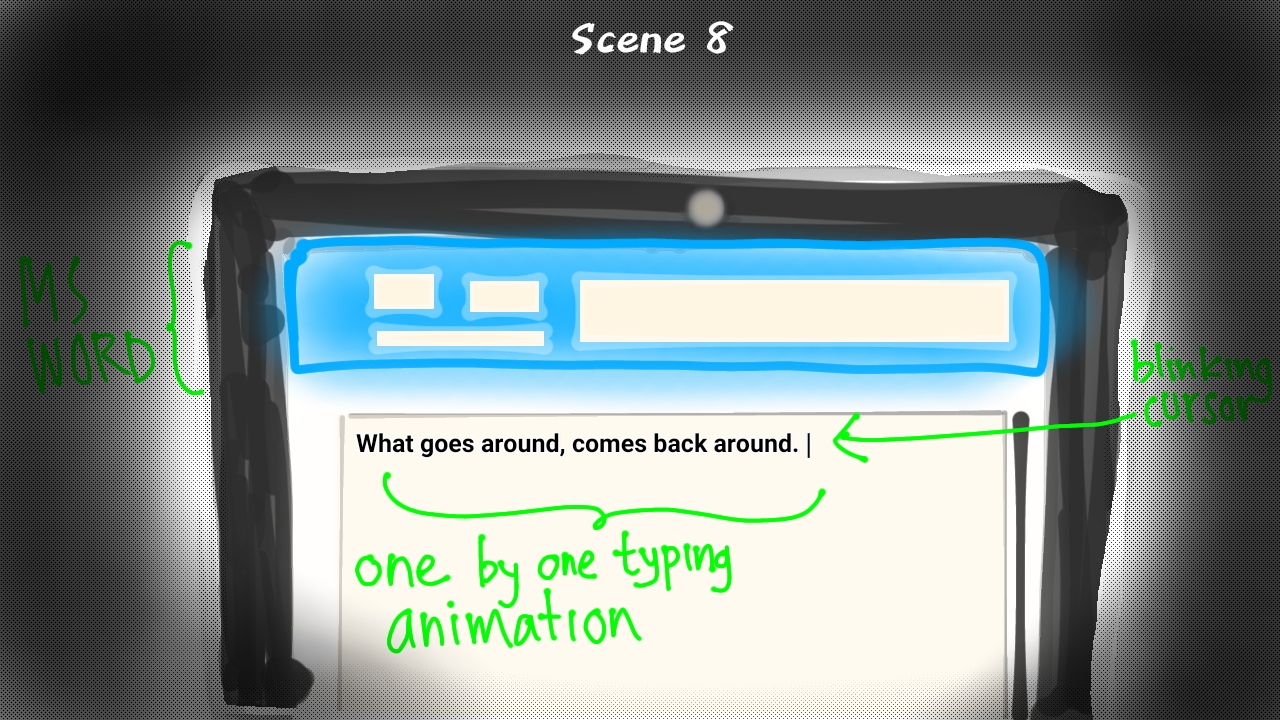 Scene 8
MS
WORD
blinking
cursor
What goes around, comes back around. |
one by one typing
animation